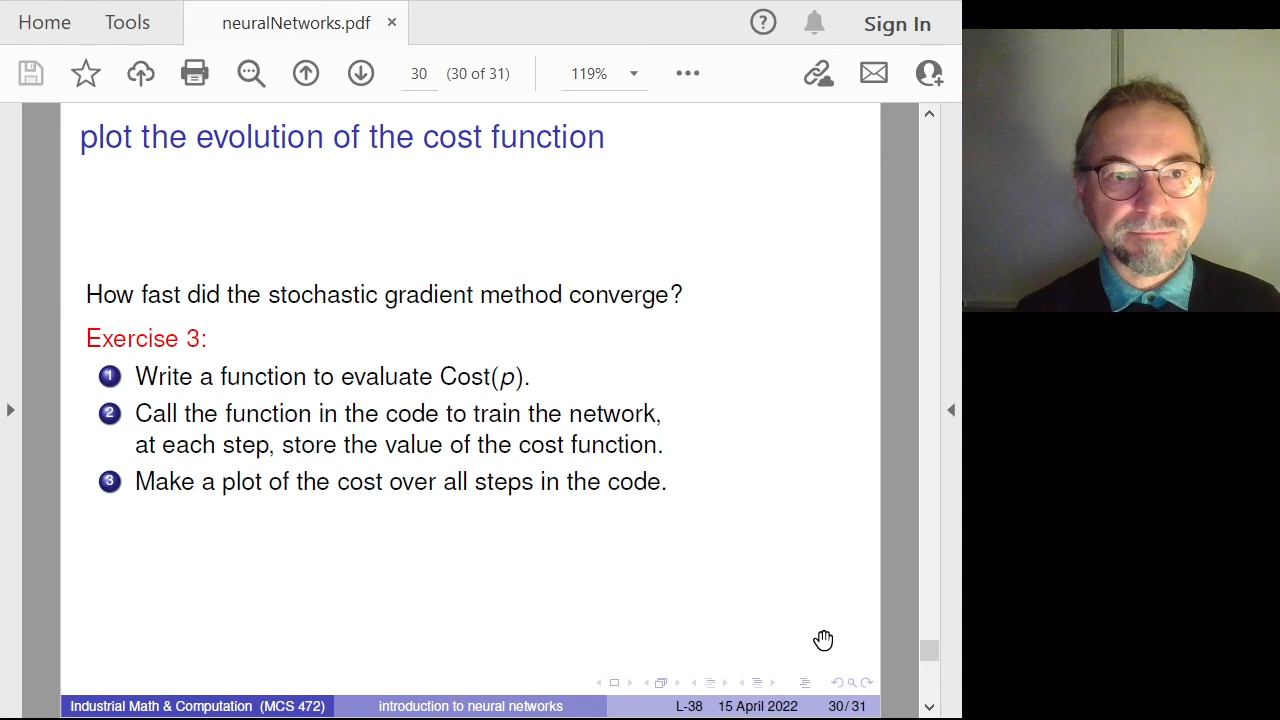 Home Tools neuralNetworks.pdf × ? Sign In
30 (30 of 31) 119%
plot the evolution of the cost function
How fast did the stochastic gradient method converge?
Exercise 3:
1 Write a function to evaluate Cost(p).
2 Call the function in the code to train the network,
at each step, store the value of the cost function.
3 Make a plot of the cost over all steps in the code.
Industrial Math & Computation (MCS 472) introduction to neural networks L-38 15 April 2022 30/31